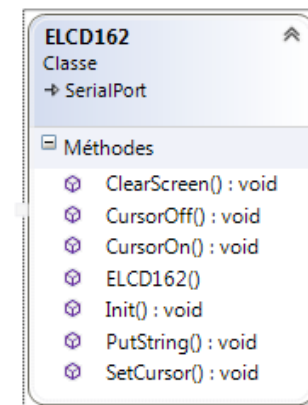 ELCD162
Classe
SerialPort
Méthodes
ClearScreen() : void
CursorOff() : void
CursorOn() : void
ELCD162()
Init() : void
PutString() : void
SetCursor() : void